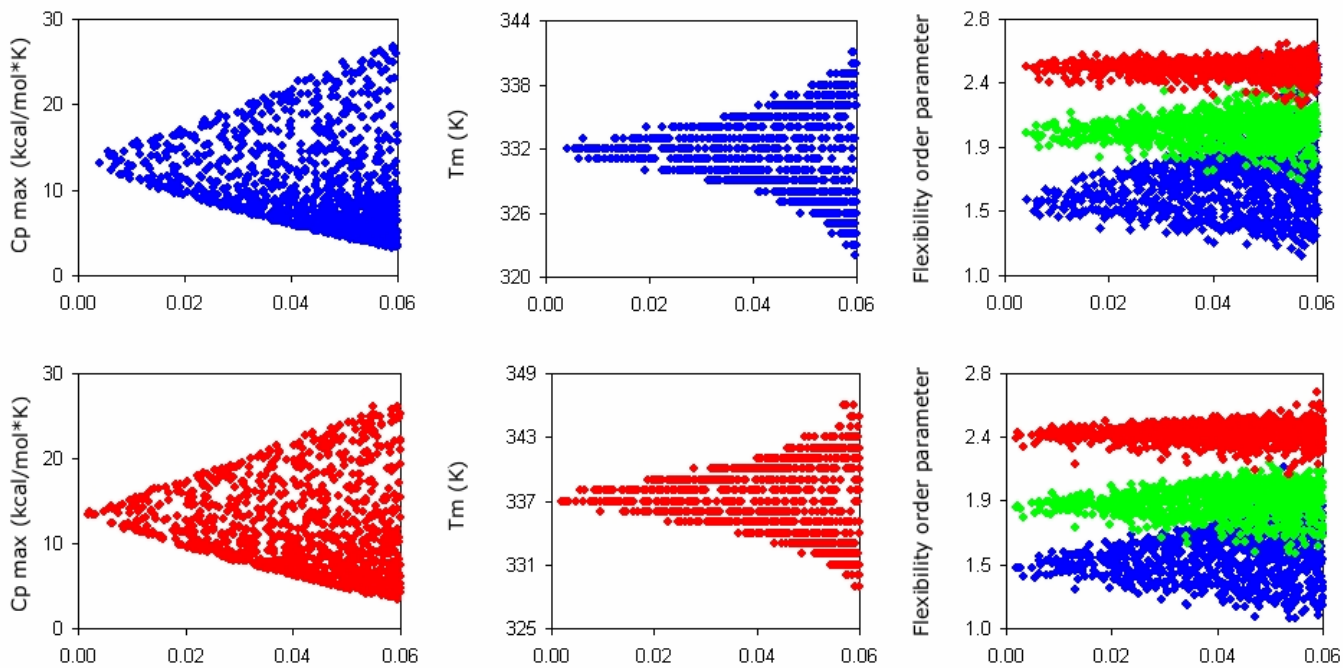 Cp max (kcal/mol*K)
30
20
10
0
0.00 0.02 0.04 0.06
Tm (K)
344
338
332
326
320
0.00 0.02 0.04 0.06
Flexibility order parameter
2.8
2.4
1.9
1.5
1.0
0.00 0.02 0.04 0.06
Cp max (kcal/mol*K)
30
20
10
0
0.00 0.02 0.04 0.06
Tm (K)
349
343
337
331
325
0.00 0.02 0.04 0.06
Flexibility order parameter
2.8
2.4
1.9
1.5
1.0
0.00 0.02 0.04 0.06